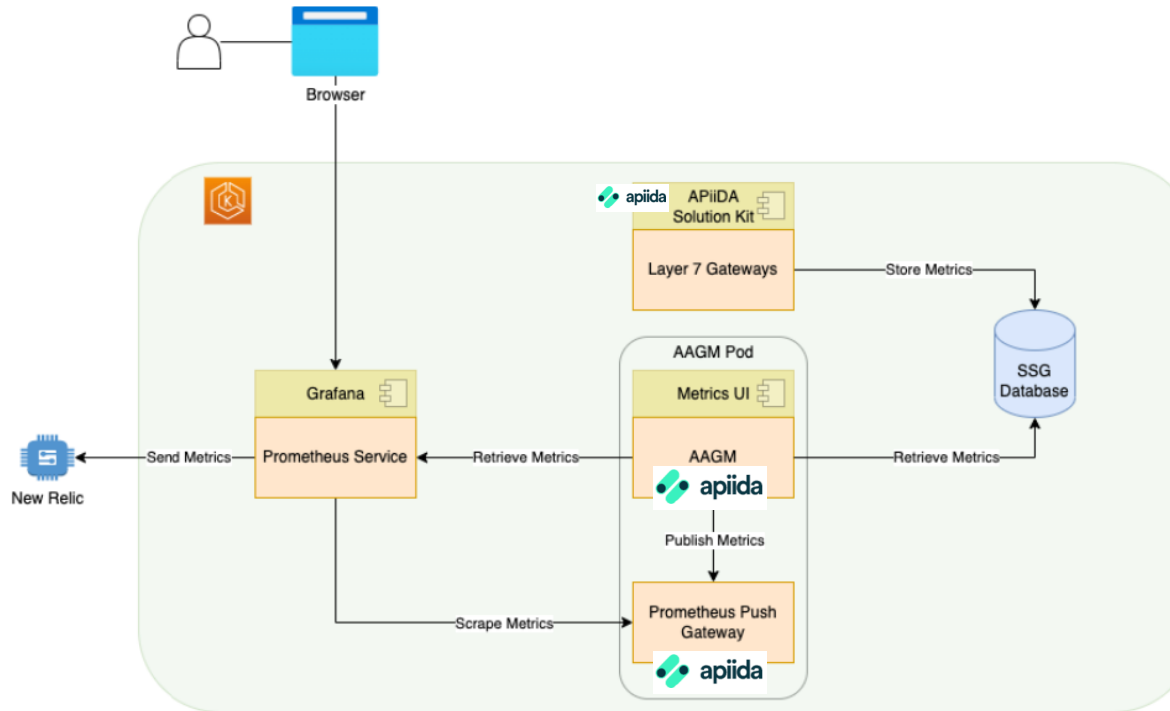 Browser
K
apiida
APiiDA
Solution Kit
Layer 7 Gateways
Store Metrics
SSG
Database
AAGM Pod
Grafana
Metrics UI
New Relic
Send Metrics
Prometheus Service
Retrieve Metrics
AAGM
apiida
Retrieve Metrics
Publish Metrics
Scrape Metrics
Prometheus Push
Gateway
apiida